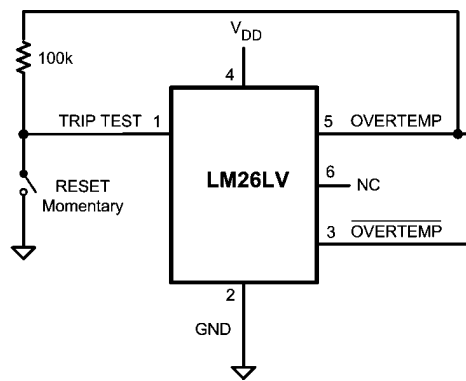 V_DD
100k
4
TRIP TEST 1
5 OVERTEMP
6
NC
LM26LV
RESET
Momentary
3 OVERTEMP
2
GND